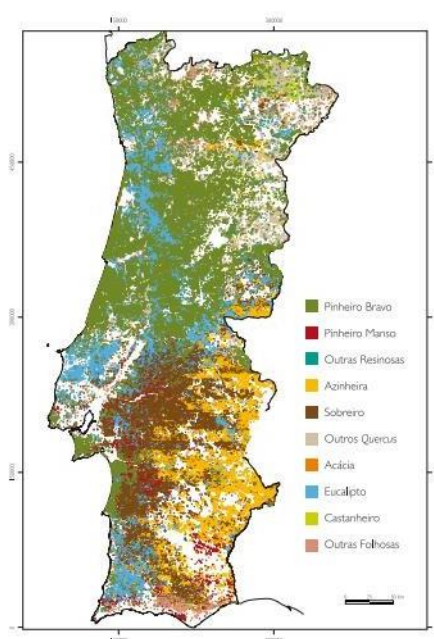 Pinheiro Bravo
Pinheiro Manso
Outras Resinosas
Azinheira
Sobreiro
Outros Quercus
Acácia
Eucalipto
Castanheiro
Outras Folhosas